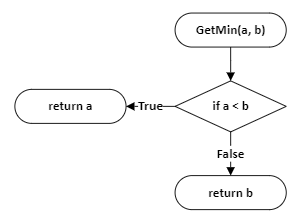 GetMin(a, b)
return a
True
if a < b
False
return b